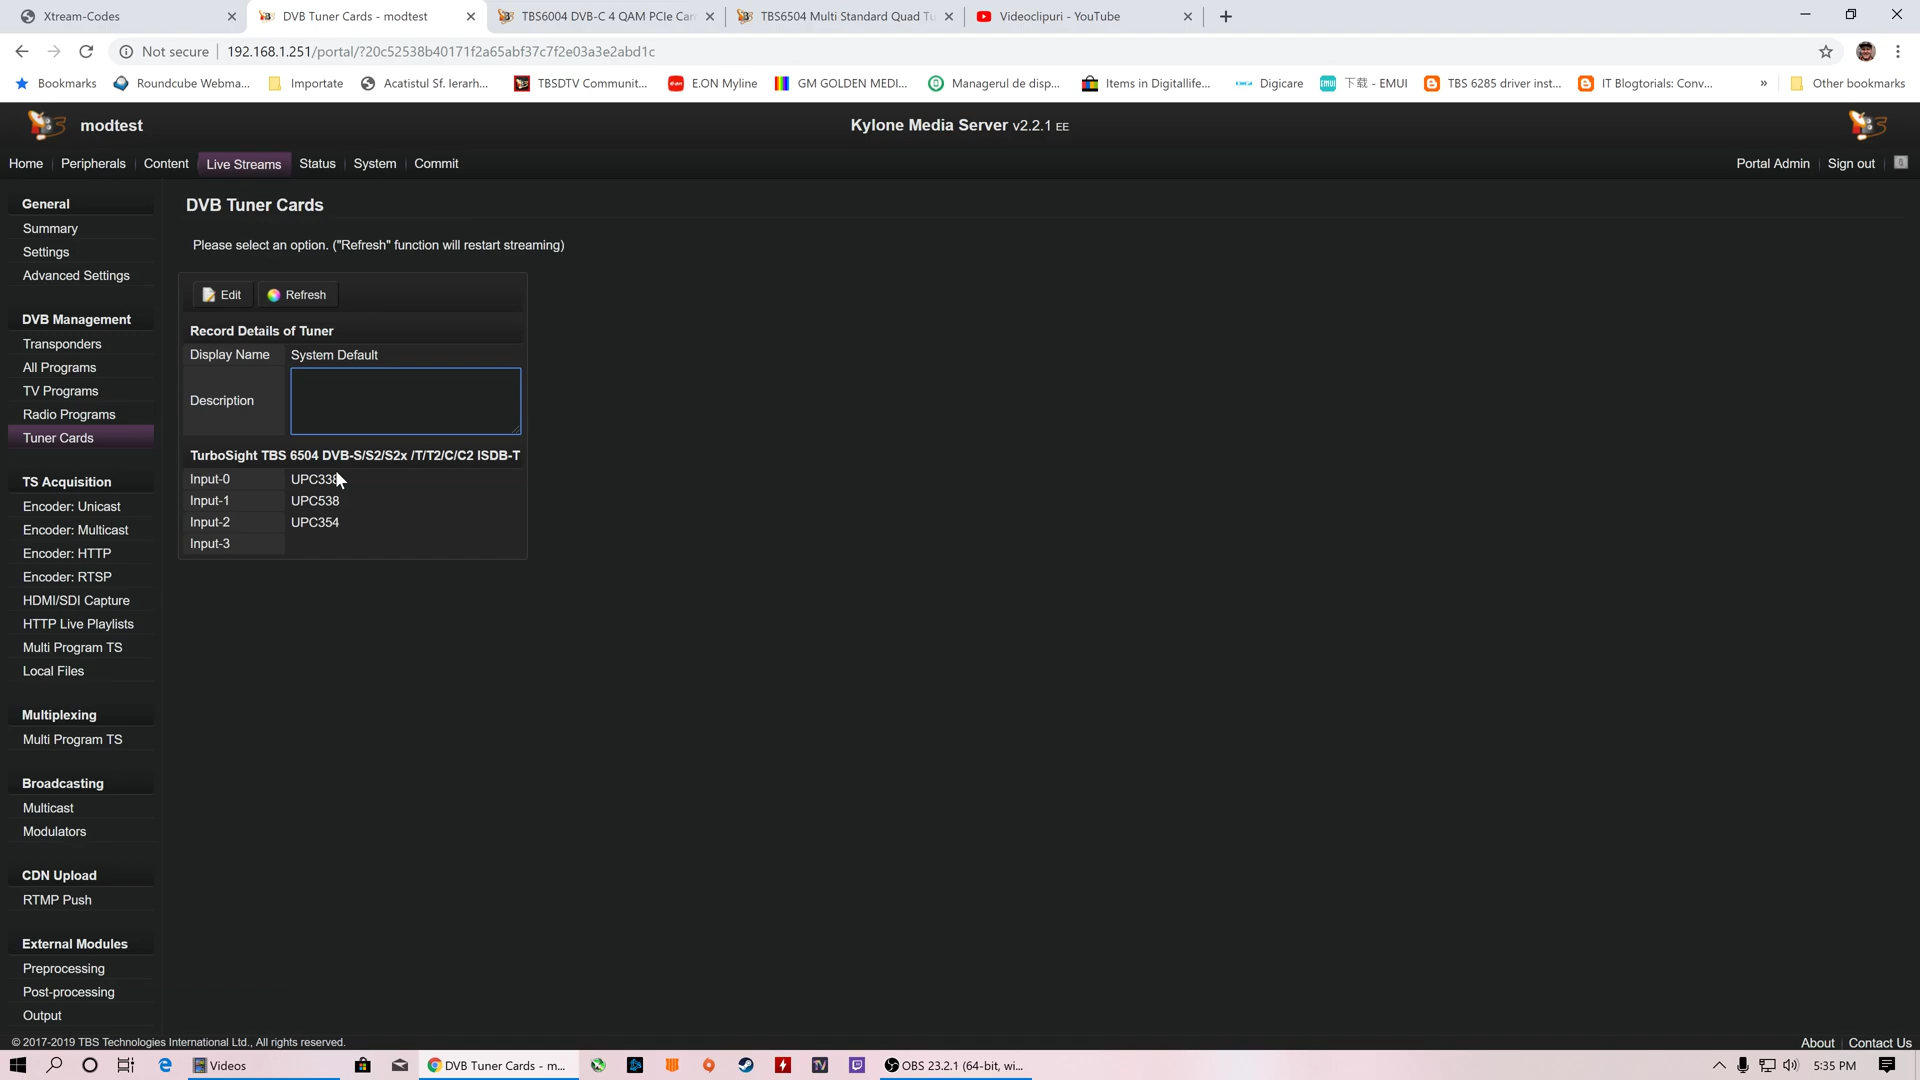 Xtream-Codes
DVB Tuner Cards - modtest
TBS6004 DVB-C 4 QAM PCIe Car
TBS6504 Multi Standard Quad Tu
Videoclipuri - YouTube
Not secure
192.168.1.251/portal/?20c52538b40171f2a65abf37c7f2e03a3e2abd1c
Bookmarks
Roundcube Webma...
Importate
Acatistul Sf. Ierarh...
TBSDTV Communit...
E.ON Myline
GM GOLDEN MEDI...
Managerul de disp...
Items in Digitallife...
Digicare
下载 - EMUI
TBS 6285 driver inst...
IT Blogtorials: Conv...
»
Other bookmarks
modtest
Kylone Media Server v2.2.1 EE
Home
Peripherals
Content
Live Streams
Status
System
Commit
Portal Admin
Sign out
General
Summary
Settings
Advanced Settings
DVB Management
Transponders
All Programs
TV Programs
Radio Programs
Tuner Cards
TS Acquisition
Encoder: Unicast
Encoder: Multicast
Encoder: HTTP
Encoder: RTSP
HDMI/SDI Capture
HTTP Live Playlists
Multi Program TS
Local Files
Multiplexing
Multi Program TS
Broadcasting
Multicast
Modulators
CDN Upload
RTMP Push
External Modules
Preprocessing
Post-processing
Output
DVB Tuner Cards
Please select an option. ("Refresh" function will restart streaming)
Edit
Refresh
Record Details of Tuner
Display Name System Default
Description
TurboSight TBS 6504 DVB-S/S2/S2x /T/T2/C/C2 ISDB-T
Input-0 UPC338
Input-1 UPC538
Input-2 UPC354
Input-3
© 2017-2019 TBS Technologies International Ltd., All rights reserved.
About
Contact Us
Videos
DVB Tuner Cards - m...
OBS 23.2.1 (64-bit, wi...
5:35 PM